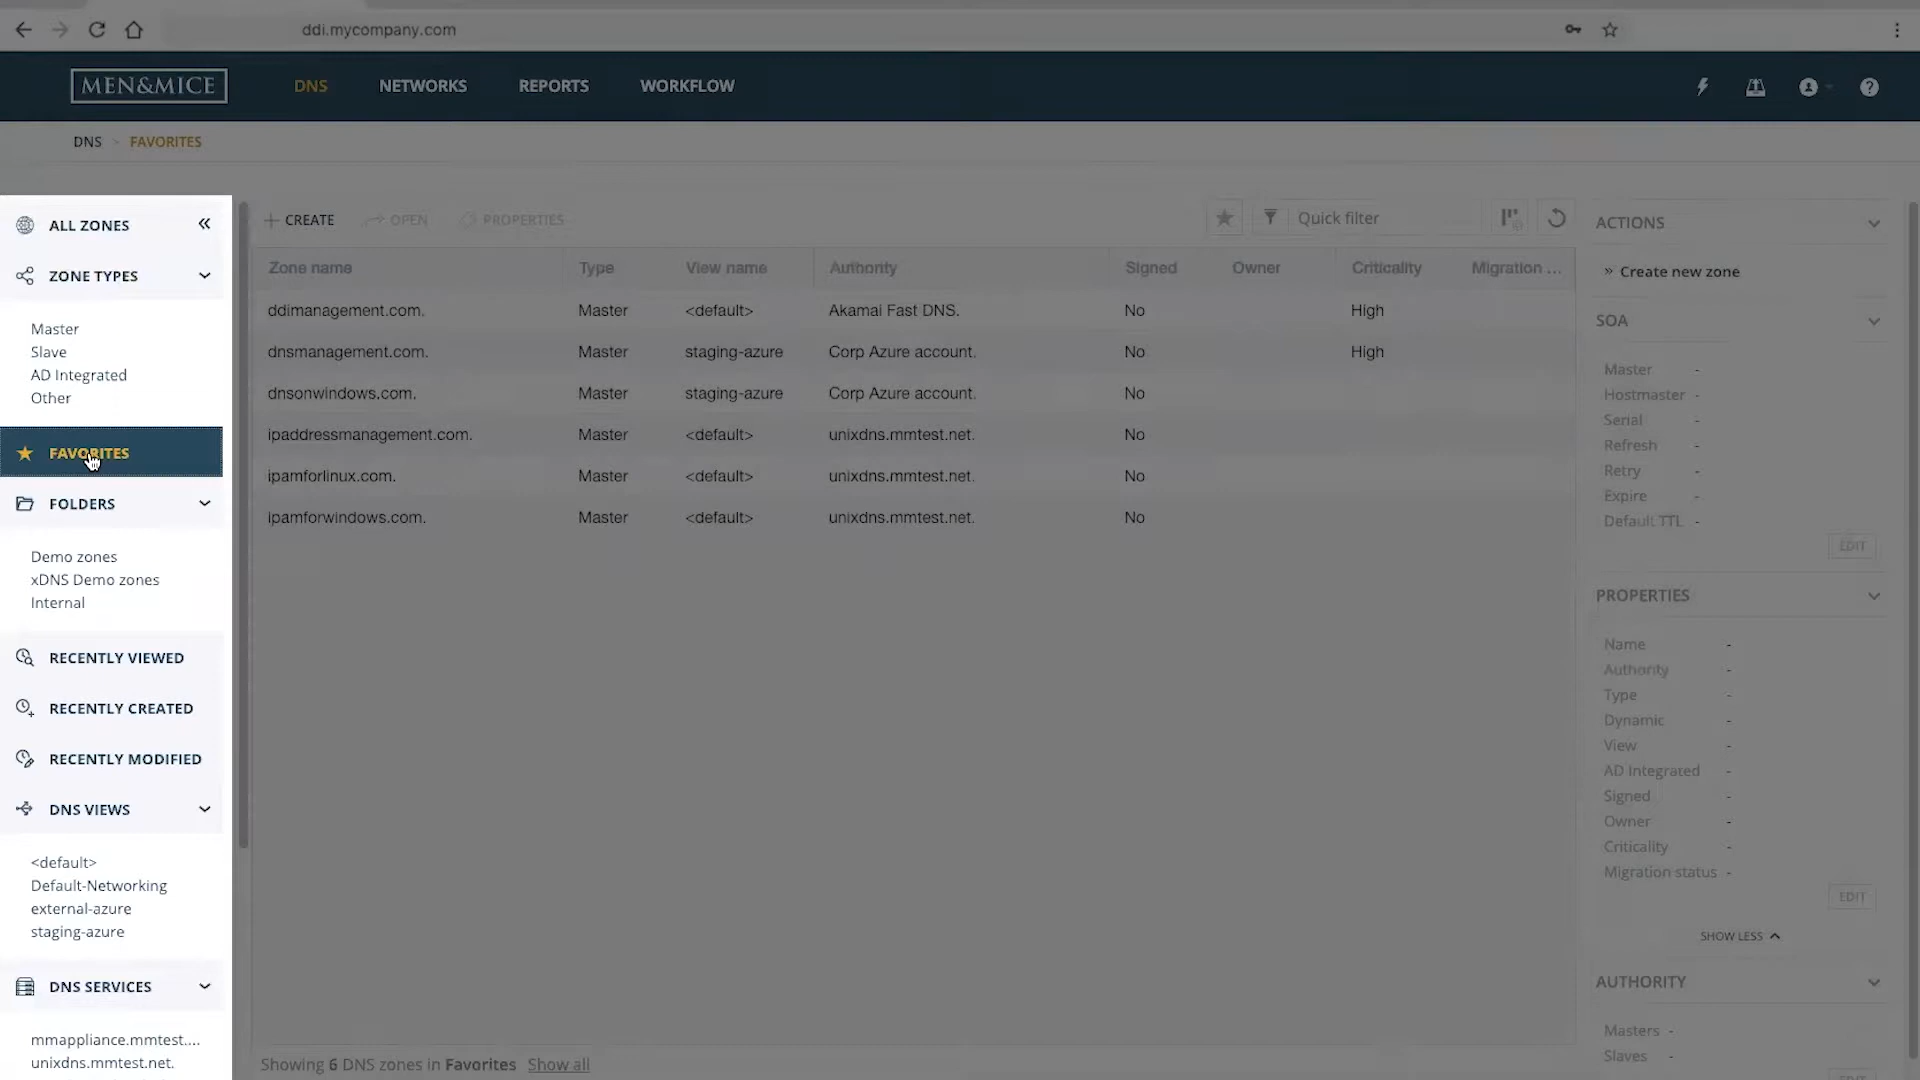 ddi.mycompany.com
MEN&MICE DNS NETWORKS REPORTS WORKFLOW
DNS > FAVORITES
ALL ZONES «
ZONE TYPES
Master
Slave
AD Integrated
Other
FAVORITES
FOLDERS
Demo zones
xDNS Demo zones
Internal
RECENTLY VIEWED
RECENTLY CREATED
RECENTLY MODIFIED
DNS VIEWS
<default>
Default-Networking
external-azure
staging-azure
DNS SERVICES
mmappliance.mmtest....
unixdns.mmtest.net.
+ CREATE OPEN PROPERTIES Quick filter
Zone name Type View name Authority Signed Owner Criticality Migration ...
ddimanagement.com. Master <default> Akamai Fast DNS. No High
dnsmanagement.com. Master staging-azure Corp Azure account. No High
dnsonwindows.com. Master staging-azure Corp Azure account. No
ipaddressmanagement.com. Master <default> unixdns.mmtest.net. No
ipamforlinux.com. Master <default> unixdns.mmtest.net. No
ipamforwindows.com. Master <default> unixdns.mmtest.net. No
Showing 6 DNS zones in Favorites Show all
ACTIONS
» Create new zone
SOA
Master -
Hostmaster -
Serial -
Refresh -
Retry -
Expire -
Default TTL -
EDIT
PROPERTIES
Name -
Authority -
Type -
Dynamic -
View -
AD Integrated -
Signed -
Owner -
Criticality -
Migration status -
EDIT
SHOW LESS
AUTHORITY
Masters -
Slaves -